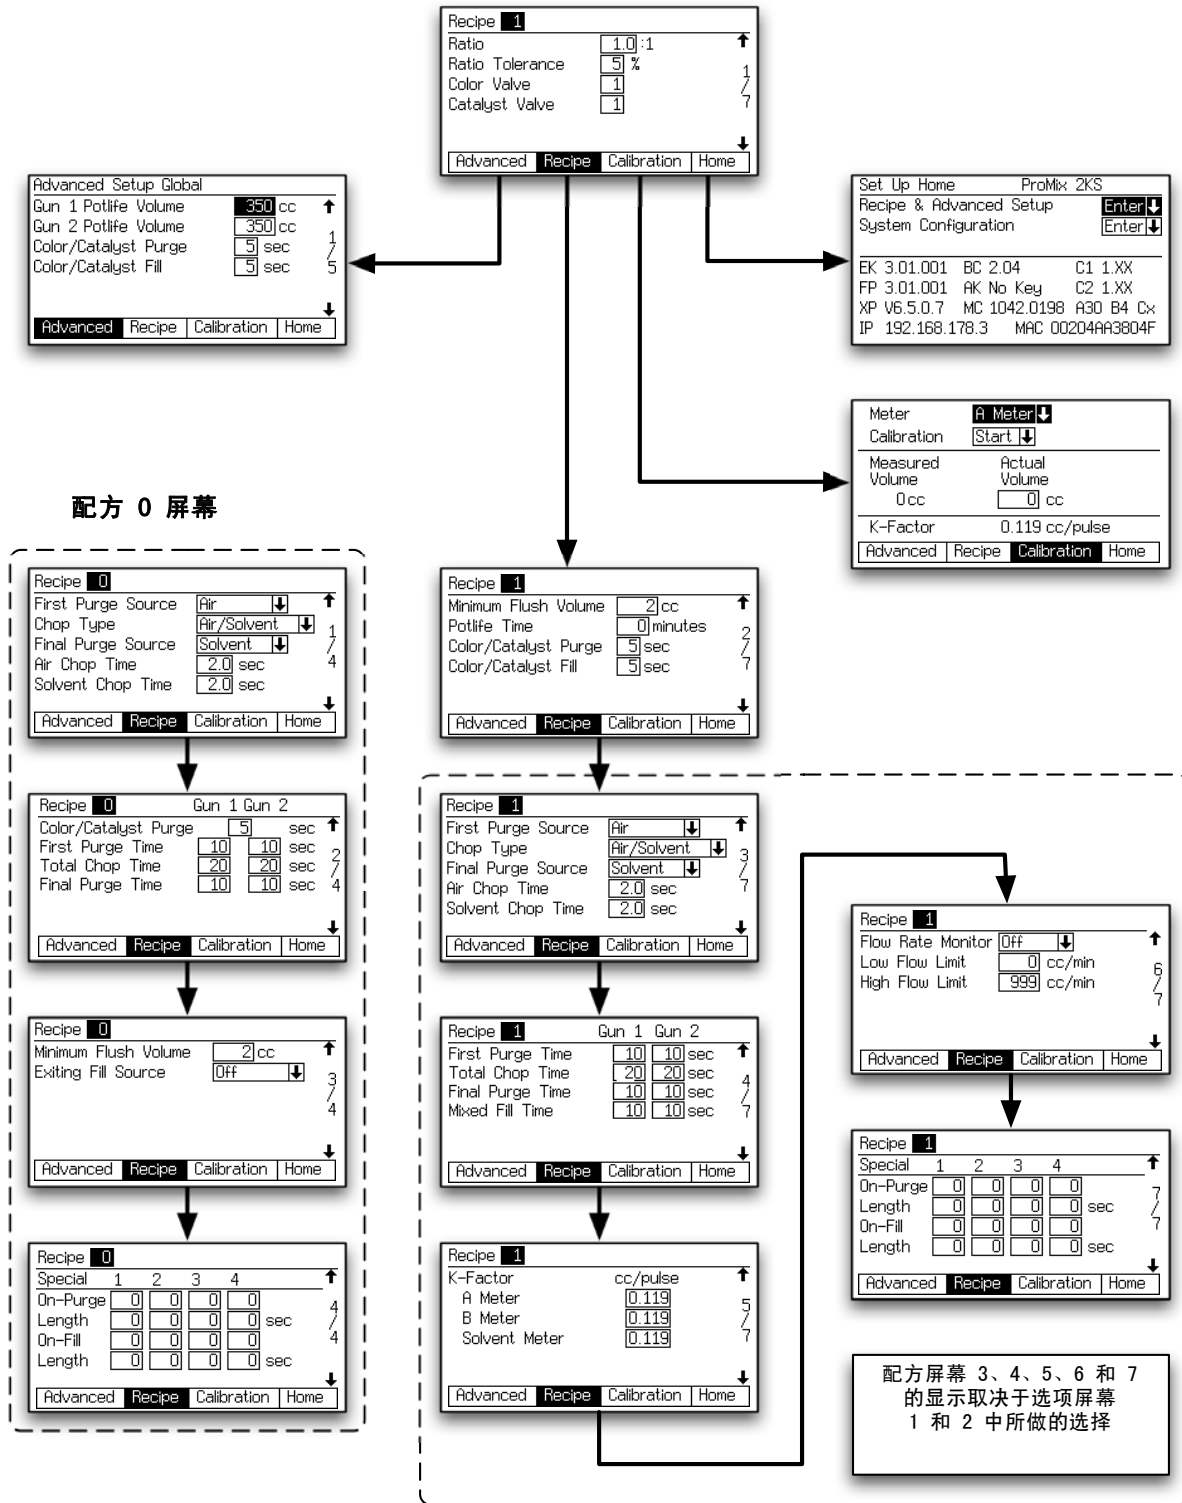 Recipe 1
Ratio 1.0 :1
Ratio Tolerance 5 %
Color Valve 1
Catalyst Valve 1
1/7
Advanced Recipe Calibration Home
Advanced Setup Global
Gun 1 Potlife Volume 350 cc
Gun 2 Potlife Volume 350 cc
Color/Catalyst Purge 5 sec
Color/Catalyst Fill 5 sec
1/5
Advanced Recipe Calibration Home
Set Up Home ProMix 2KS
Recipe & Advanced Setup Enter
System Configuration Enter
EK 3.01.001 BC 2.04 C1 1.XX
FP 3.01.001 AK No Key C2 1.XX
XP V6.5.0.7 MC 1042.0198 A30 B4 Cx
IP 192.168.178.3 MAC 00204AA3804F
Meter A Meter
Calibration Start
Measured Actual
Volume Volume
0cc 0 cc
K-Factor 0.119 cc/pulse
Advanced Recipe Calibration Home
配方 0 屏幕
Recipe 0
First Purge Source Air
Chop Type Air/Solvent
Final Purge Source Solvent
Air Chop Time 2.0 sec
Solvent Chop Time 2.0 sec
1/4
Advanced Recipe Calibration Home
Recipe 0 Gun 1 Gun 2
Color/Catalyst Purge 5 sec
First Purge Time 10 10 sec
Total Chop Time 20 20 sec
Final Purge Time 10 10 sec
2/4
Advanced Recipe Calibration Home
Recipe 0
Minimum Flush Volume 2 cc
Exiting Fill Source Off
3/4
Advanced Recipe Calibration Home
Recipe 0
Special 1 2 3 4
On-Purge 0 0 0 0
Length 0 0 0 0 sec
On-Fill 0 0 0 0
Length 0 0 0 0 sec
4/4
Advanced Recipe Calibration Home
Recipe 1
Minimum Flush Volume 2 cc
Potlife Time 0 minutes
Color/Catalyst Purge 5 sec
Color/Catalyst Fill 5 sec
2/7
Advanced Recipe Calibration Home
Recipe 1
First Purge Source Air
Chop Type Air/Solvent
Final Purge Source Solvent
Air Chop Time 2.0 sec
Solvent Chop Time 2.0 sec
3/7
Advanced Recipe Calibration Home
Recipe 1 Gun 1 Gun 2
First Purge Time 10 10 sec
Total Chop Time 20 20 sec
Final Purge Time 10 10 sec
Mixed Fill Time 10 10 sec
4/7
Advanced Recipe Calibration Home
Recipe 1
K-Factor cc/pulse
A Meter 0.119
B Meter 0.119
Solvent Meter 0.119
5/7
Advanced Recipe Calibration Home
Recipe 1
Flow Rate Monitor Off
Low Flow Limit 0 cc/min
High Flow Limit 999 cc/min
6/7
Advanced Recipe Calibration Home
Recipe 1
Special 1 2 3 4
On-Purge 0 0 0 0
Length 0 0 0 0 sec
On-Fill 0 0 0 0
Length 0 0 0 0 sec
7/7
Advanced Recipe Calibration Home
配方屏幕 3、4、5、6 和 7
的显示取决于选项屏幕
1 和 2 中所做的选择